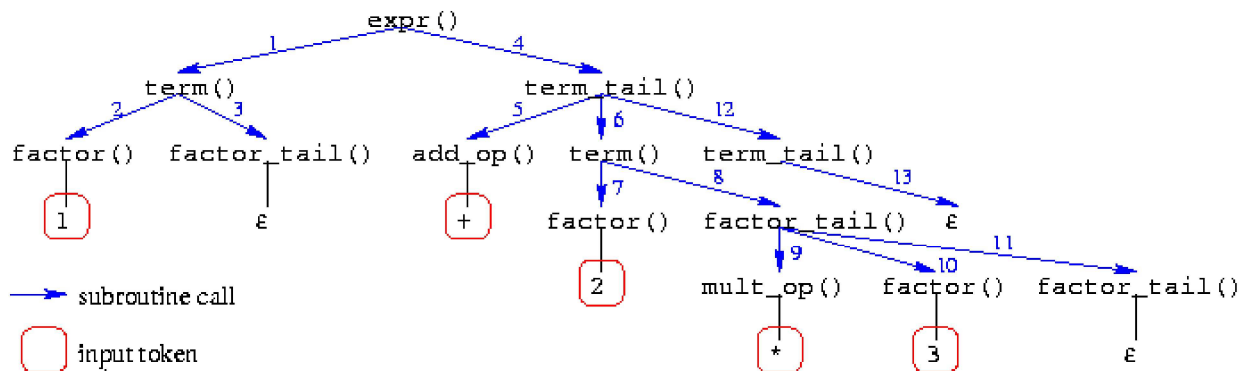 expr()
1 4
term() term_tail()
2 3 5 6 12
factor() factor_tail() add_op() term() term_tail()
7 8 13
1 ε + factor() factor_tail() ε
9 10 11
2 mult_op() factor() factor_tail()
subroutine call
* 3 ε
input token